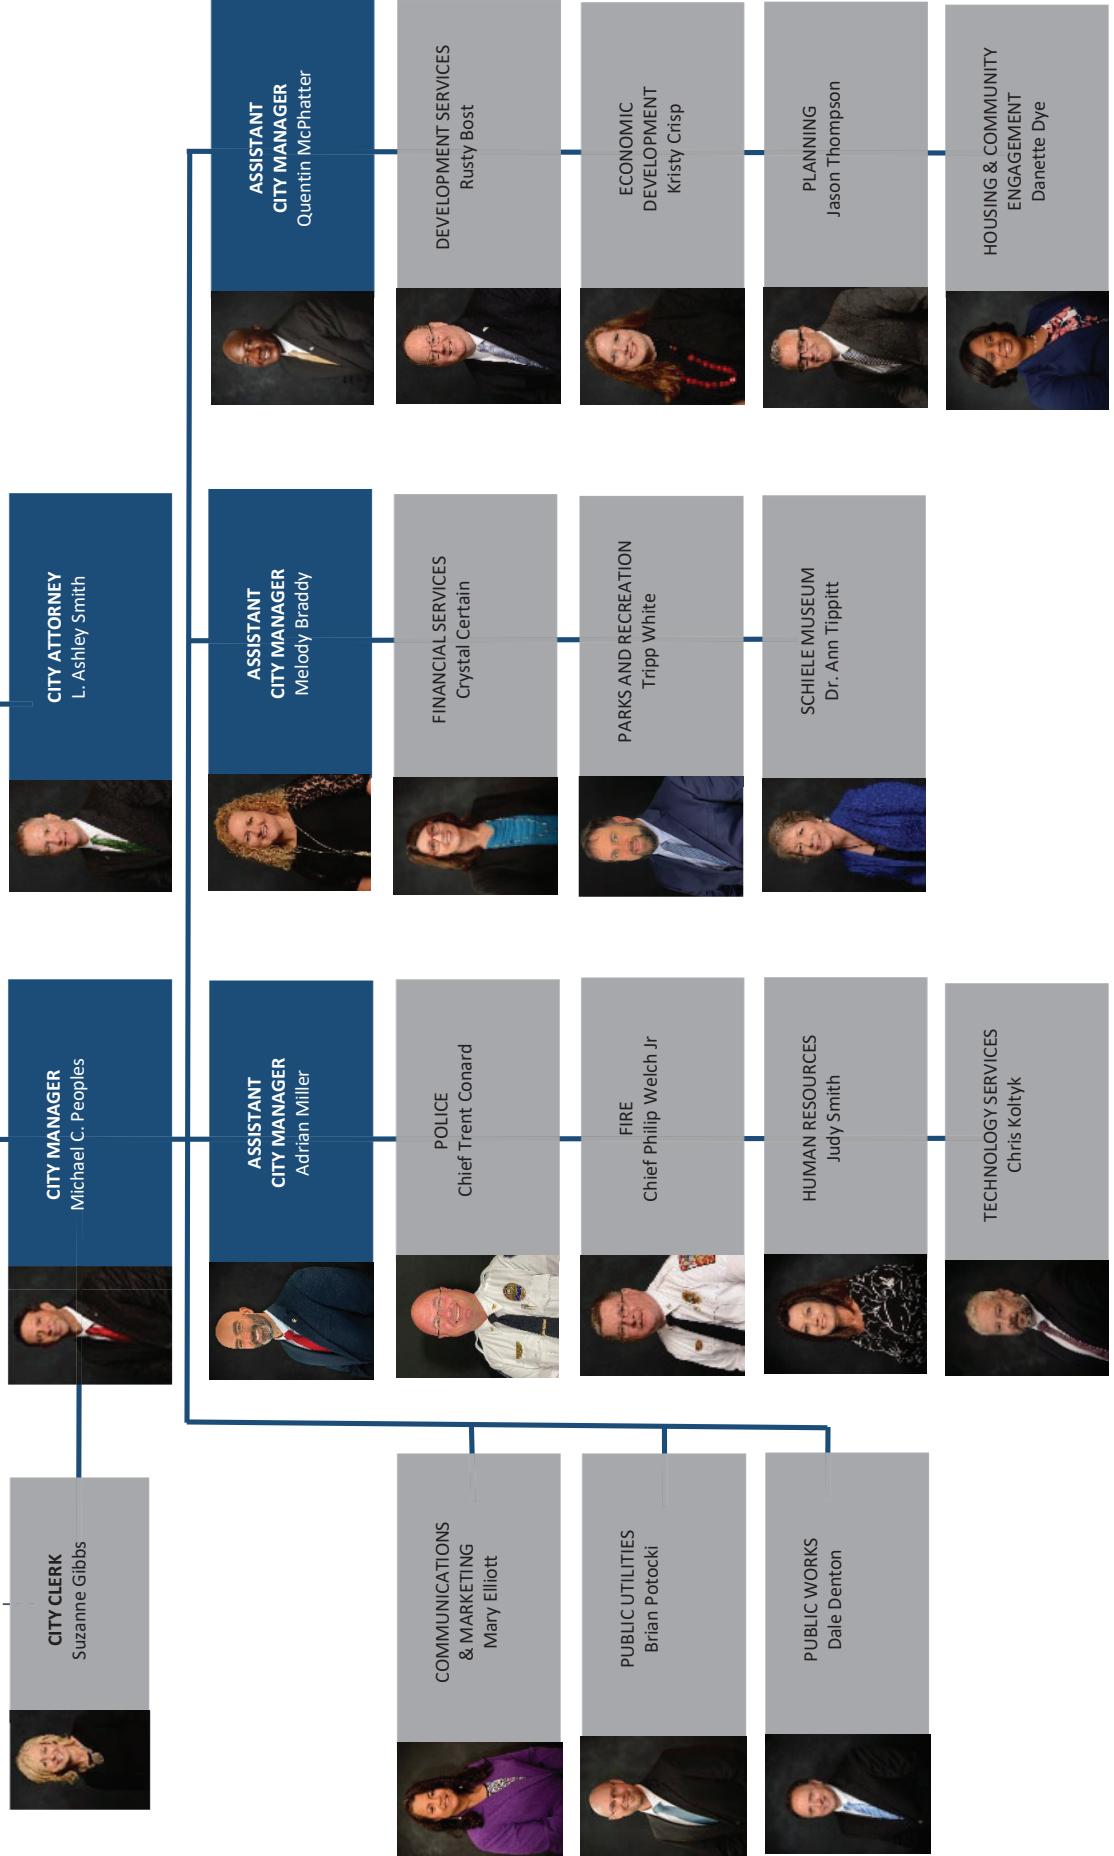 CITY CLERK
Suzanne Gibbs
CITY MANAGER
Michael C. Peoples
CITY ATTORNEY
L. Ashley Smith
ASSISTANT
CITY MANAGER
Adrian Miller
ASSISTANT
CITY MANAGER
Melody Braddy
ASSISTANT
CITY MANAGER
Quentin McPhatter
COMMUNICATIONS
& MARKETING
Mary Elliott
POLICE
Chief Trent Conard
FINANCIAL SERVICES
Crystal Certain
DEVELOPMENT SERVICES
Rusty Bost
PUBLIC UTILITIES
Brian Potocki
FIRE
Chief Philip Welch Jr
PARKS AND RECREATION
Tripp White
ECONOMIC
DEVELOPMENT
Kristy Crisp
PUBLIC WORKS
Dale Denton
HUMAN RESOURCES
Judy Smith
SCHIELE MUSEUM
Dr. Ann Tippitt
PLANNING
Jason Thompson
TECHNOLOGY SERVICES
Chris Koltyk
HOUSING & COMMUNITY
ENGAGEMENT
Danette Dye